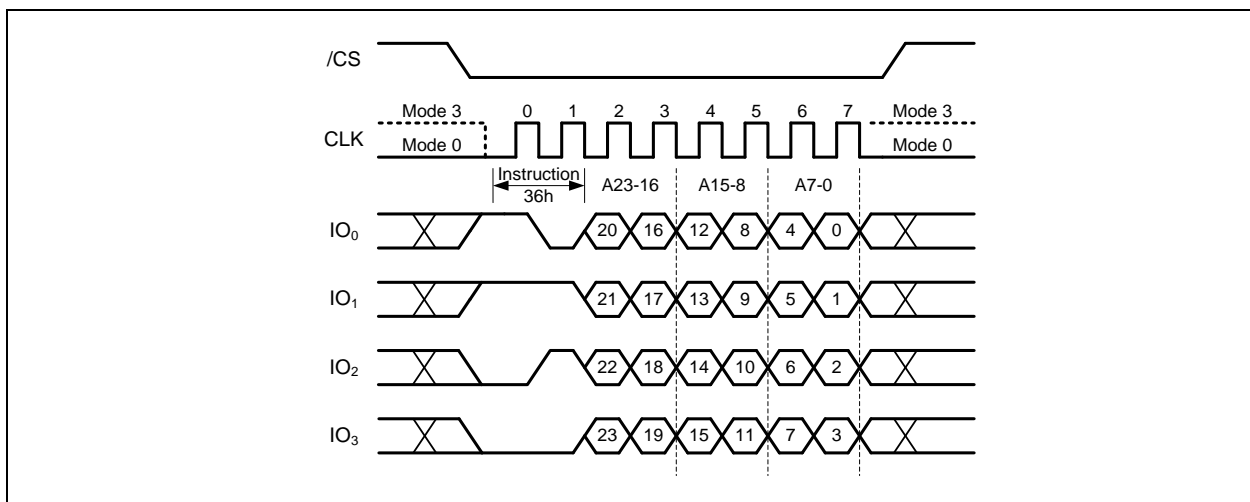 /CS
Mode 3 0 1 2 3 4 5 6 7 Mode 3
CLK
Mode 0 Mode 0
Instruction
36h
A23-16 A15-8 A7-0
IO₀ 20 16 12 8 4 0
IO₁ 21 17 13 9 5 1
IO₂ 22 18 14 10 6 2
IO₃ 23 19 15 11 7 3